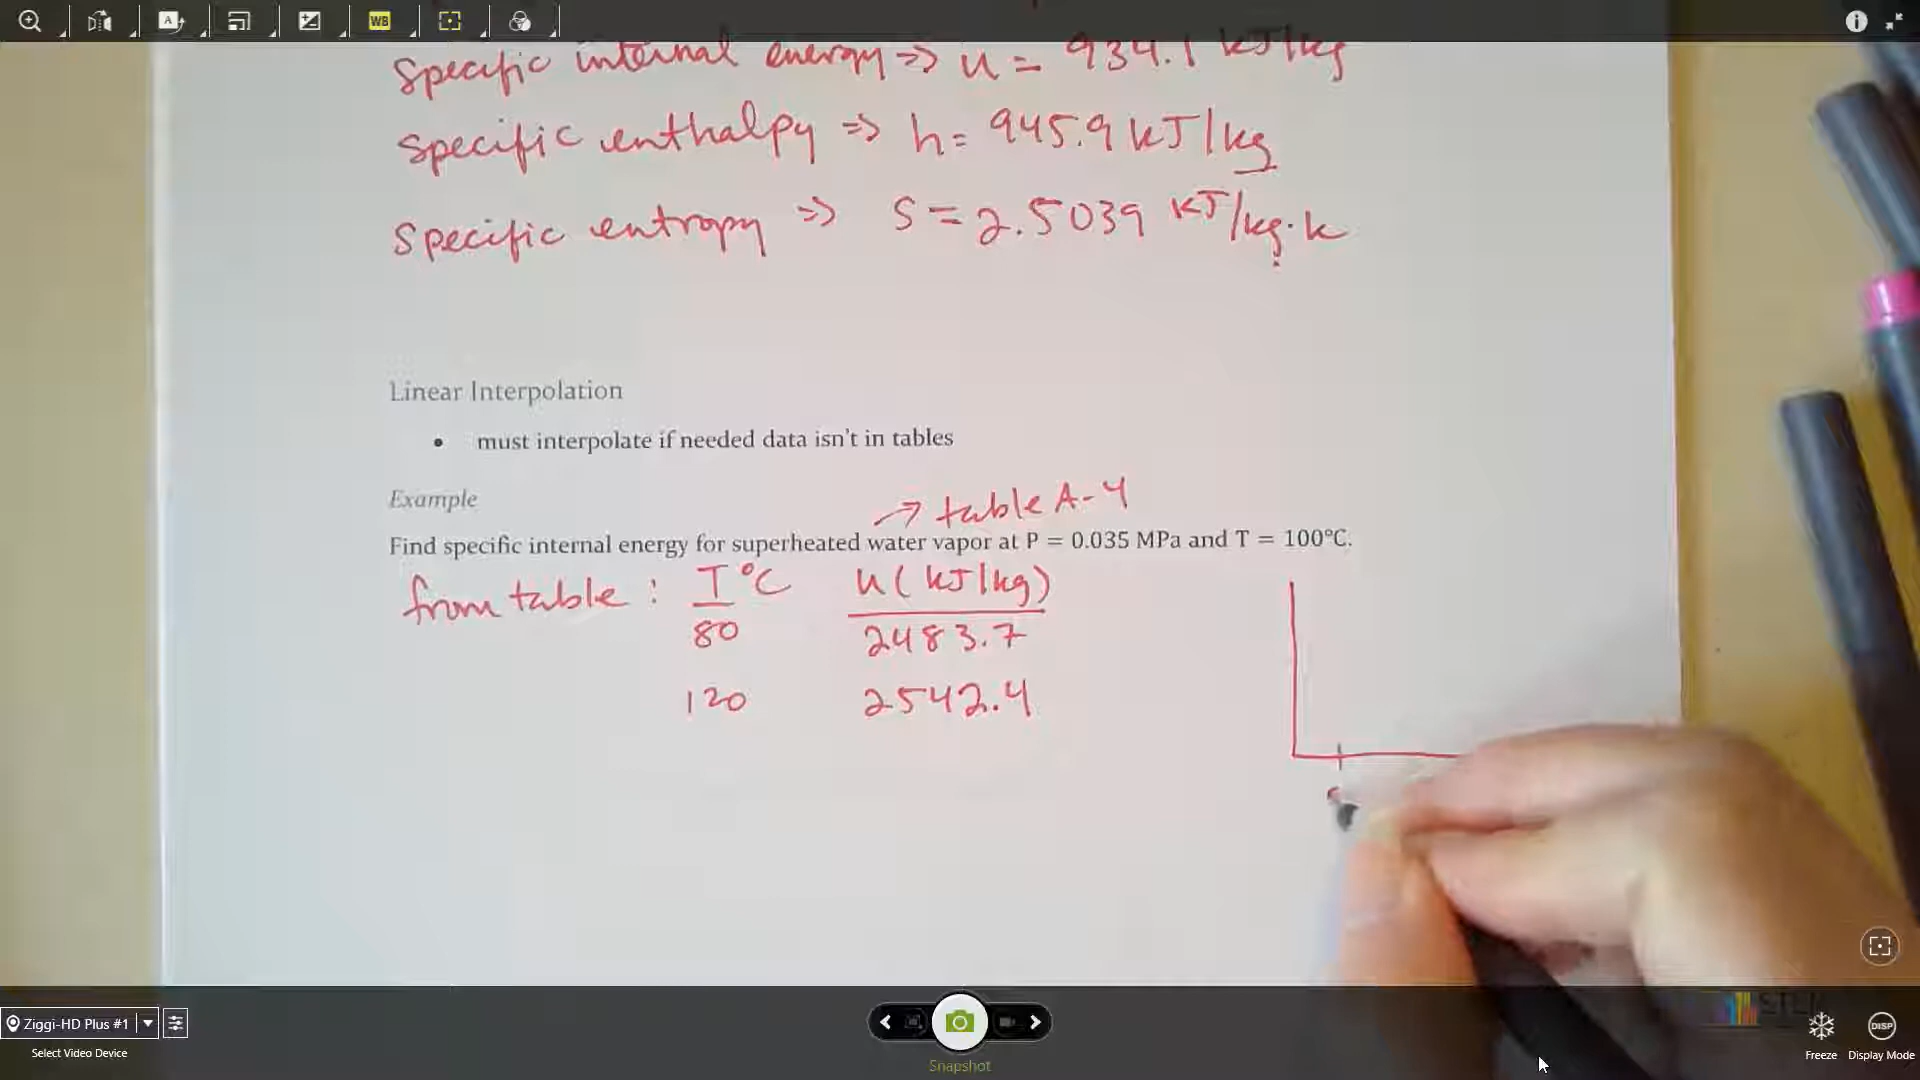 A
WB
specific internal energy => u = 934.1 kJ/kg
specific enthalpy => h = 945.9 kJ/kg
specific entropy => s = 2.5039 kJ/kg·k
Linear Interpolation
• must interpolate if needed data isn't in tables
Example
→ table A-4
Find specific internal energy for superheated water vapor at P = 0.035 MPa and T = 100°C.
from table : T °C u ( kJ/kg )
80 2483.7
120 2542.4
Ziggi-HD Plus #1
Select Video Device
Snapshot
STEM
DISP
Freeze Display Mode